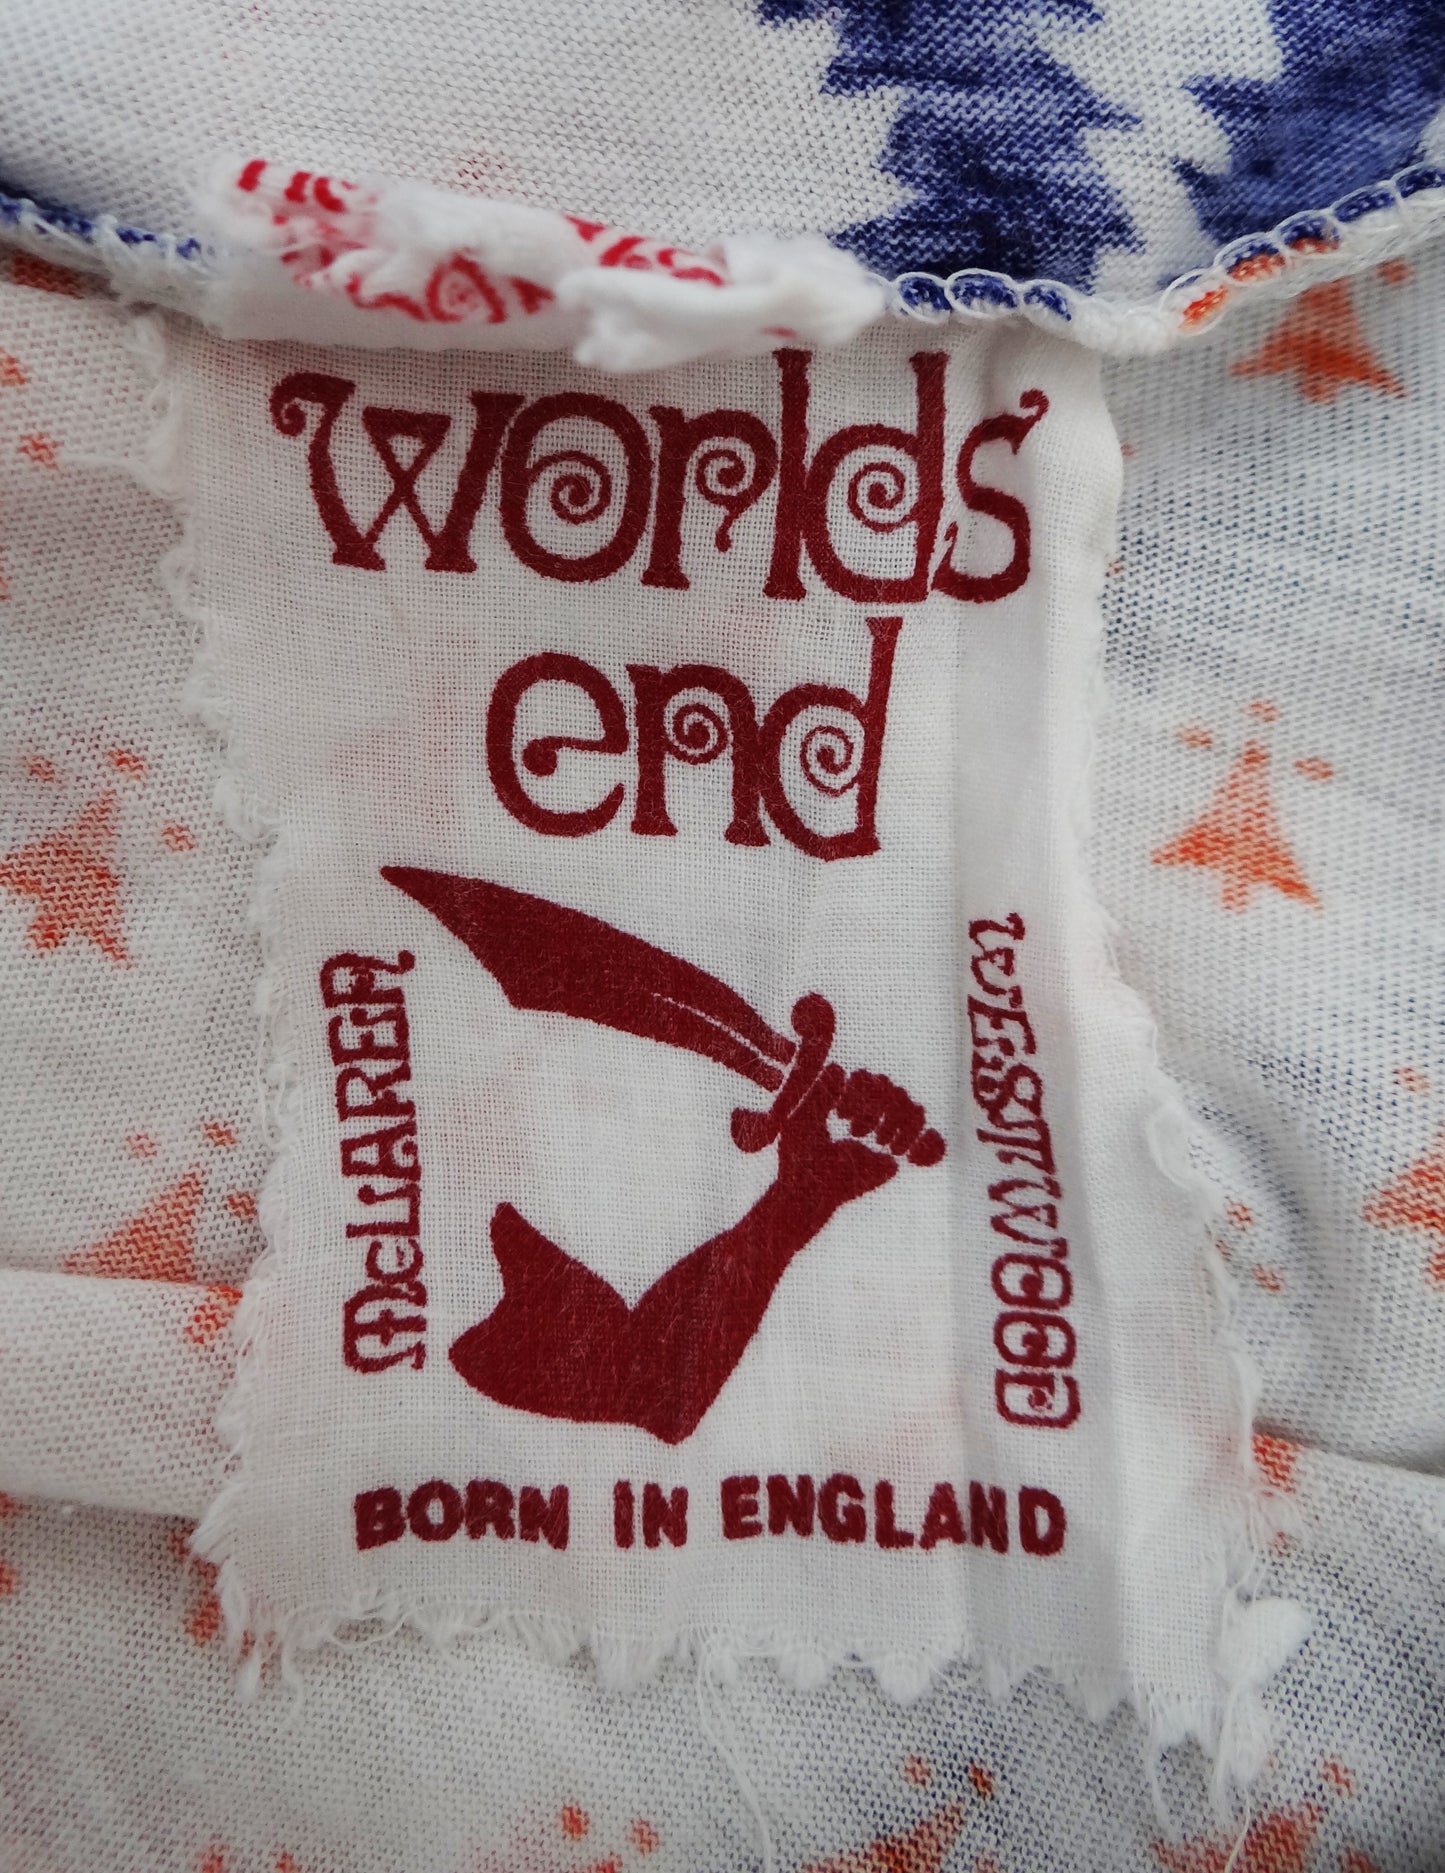 worlds
end
McLAREN
WESTWOOD
BORN IN ENGLAND